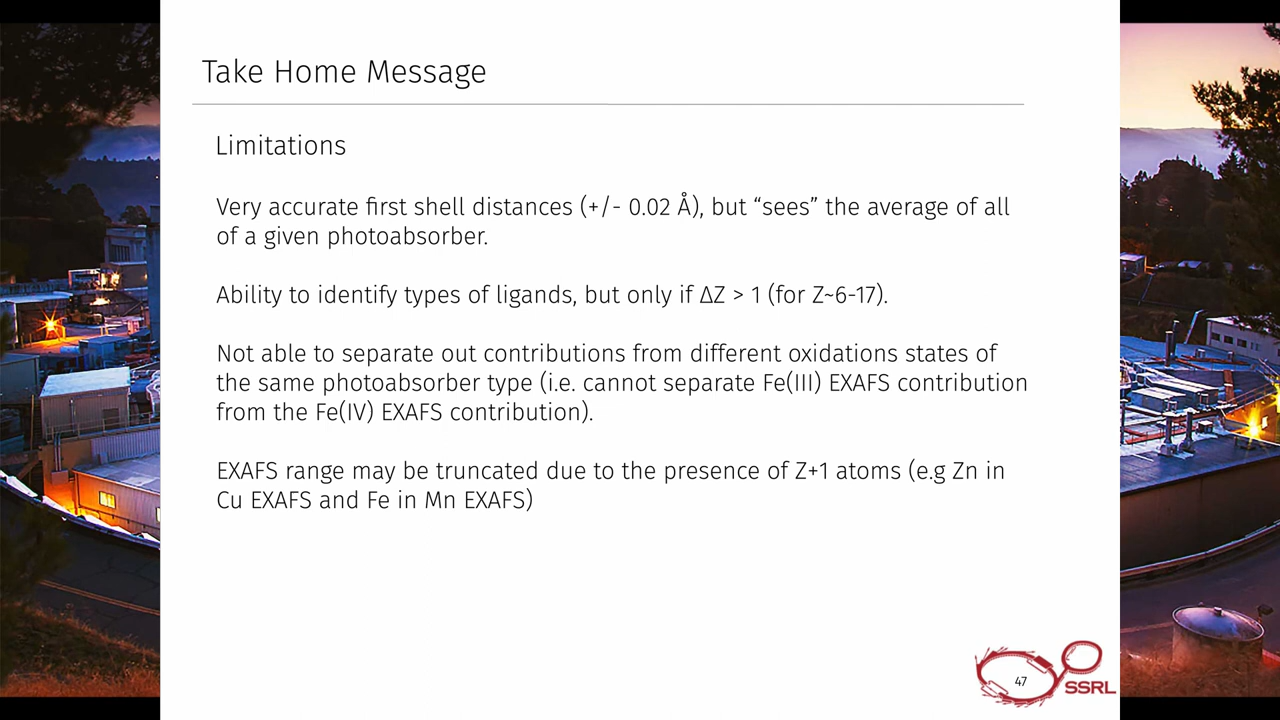 Take Home Message
Limitations
Very accurate first shell distances (+/- 0.02 Å), but “sees” the average of all
of a given photoabsorber.
Ability to identify types of ligands, but only if ΔZ > 1 (for Z~6-17).
Not able to separate out contributions from different oxidations states of
the same photoabsorber type (i.e. cannot separate Fe(III) EXAFS contribution
from the Fe(IV) EXAFS contribution).
EXAFS range may be truncated due to the presence of Z+1 atoms (e.g Zn in
Cu EXAFS and Fe in Mn EXAFS)
47
SSRL